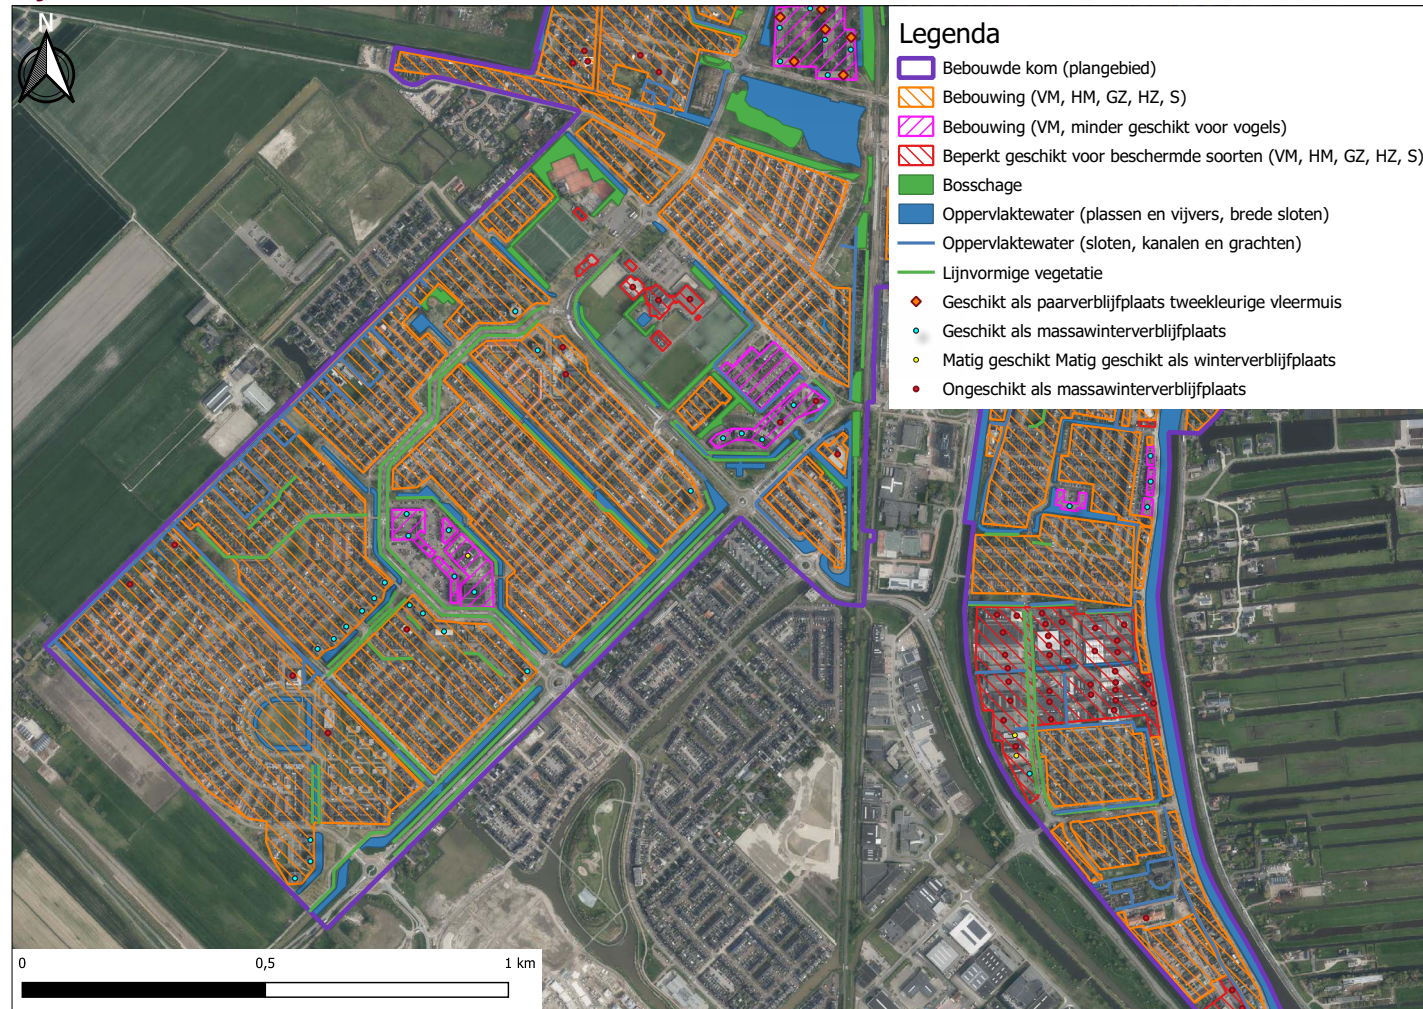 N
Legenda
Bebouwde kom (plangebied)
Bebouwing (VM, HM, GZ, HZ, S)
Bebouwing (VM, minder geschikt voor vogels)
Beperkt geschikt voor beschermde soorten (VM, HM, GZ, HZ, S)
Bosschage
Oppervlaktewater (plassen en vijvers, brede sloten)
Oppervlaktewater (sloten, kanalen en grachten)
Lijnvormige vegetatie
Geschikt als paarverblijfplaats tweekleurige vleermuis
Geschikt als massawinterverblijfplaats
Matig geschikt Matig geschikt als winterverblijfplaats
Ongeschikt als massawinterverblijfplaats
0 0,5 1 km